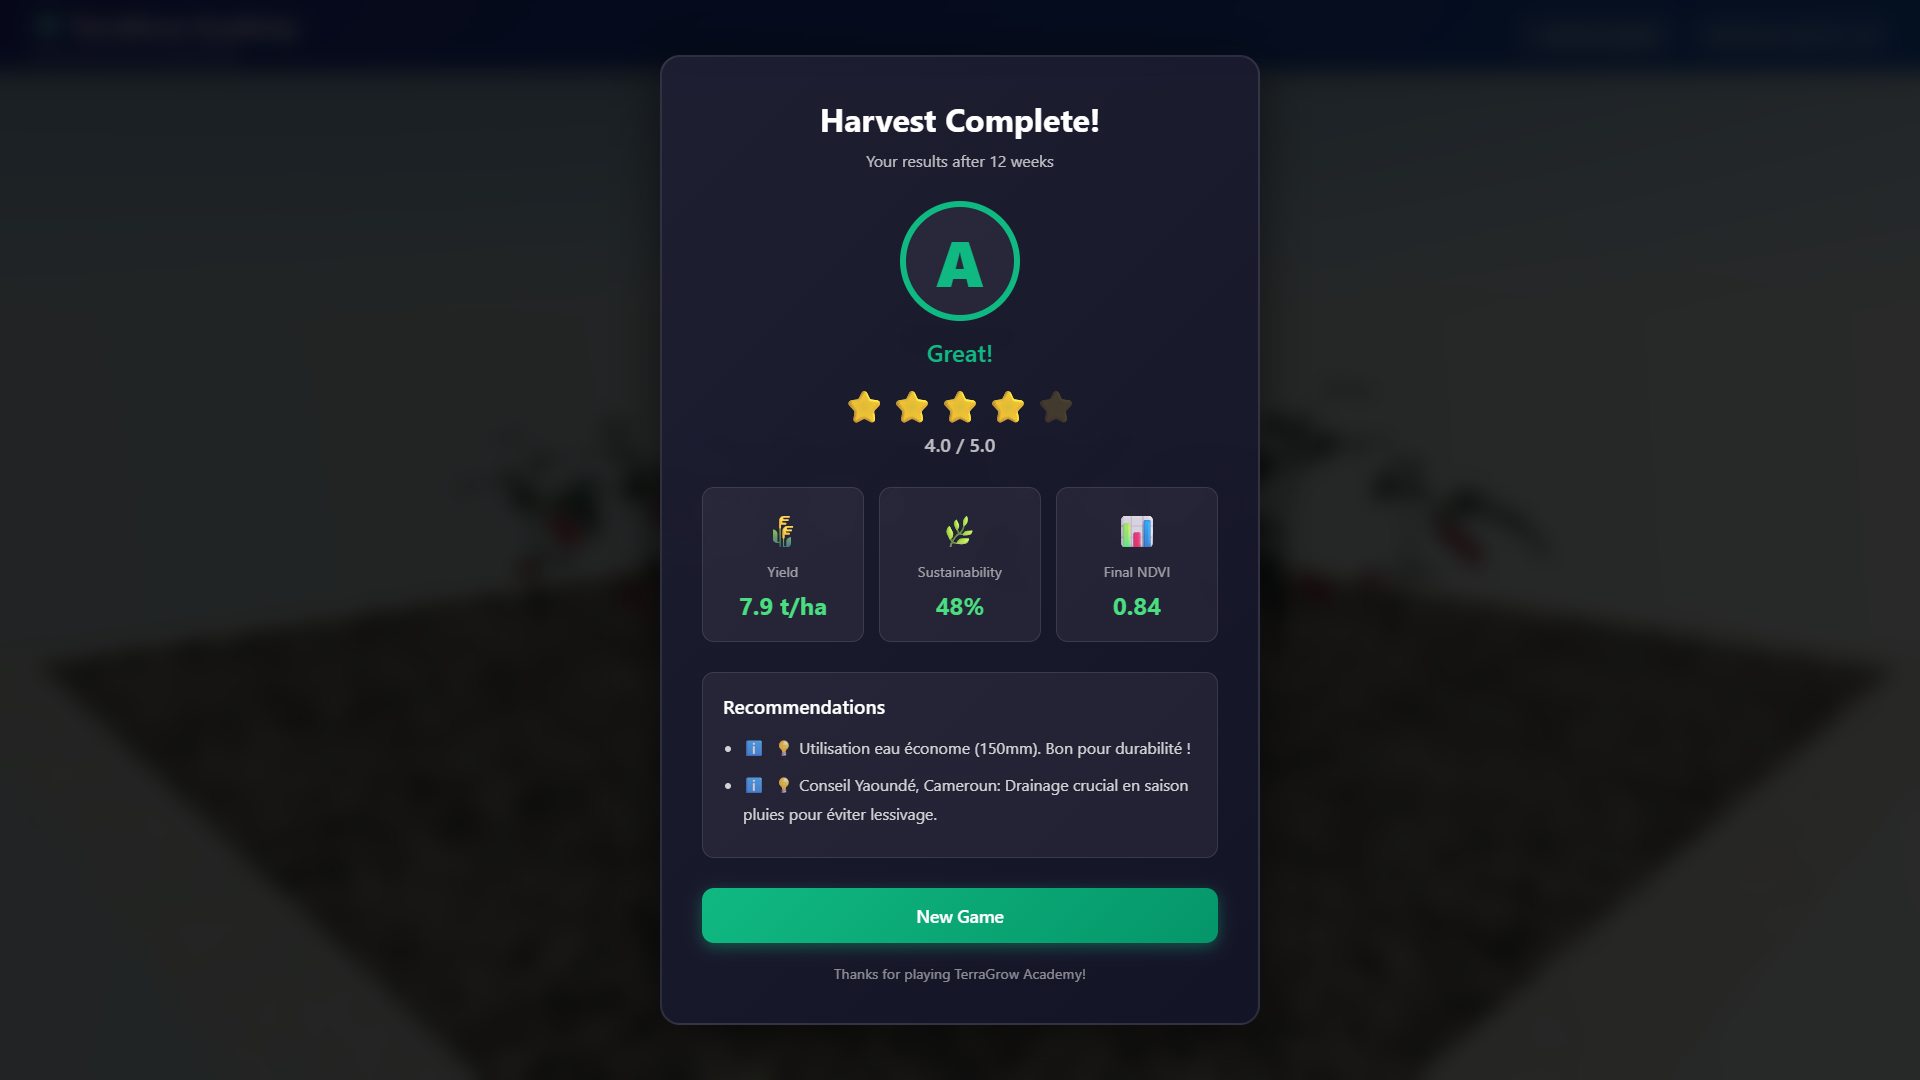 Harvest Complete!
Your results after 12 weeks
A
Great!
4.0 / 5.0
Yield
7.9 t/ha
Sustainability
48%
Final NDVI
0.84
Recommendations
Utilisation eau économe (150mm). Bon pour durabilité !
Conseil Yaoundé, Cameroun: Drainage crucial en saison
pluies pour éviter lessivage.
New Game
Thanks for playing TerraGrow Academy!